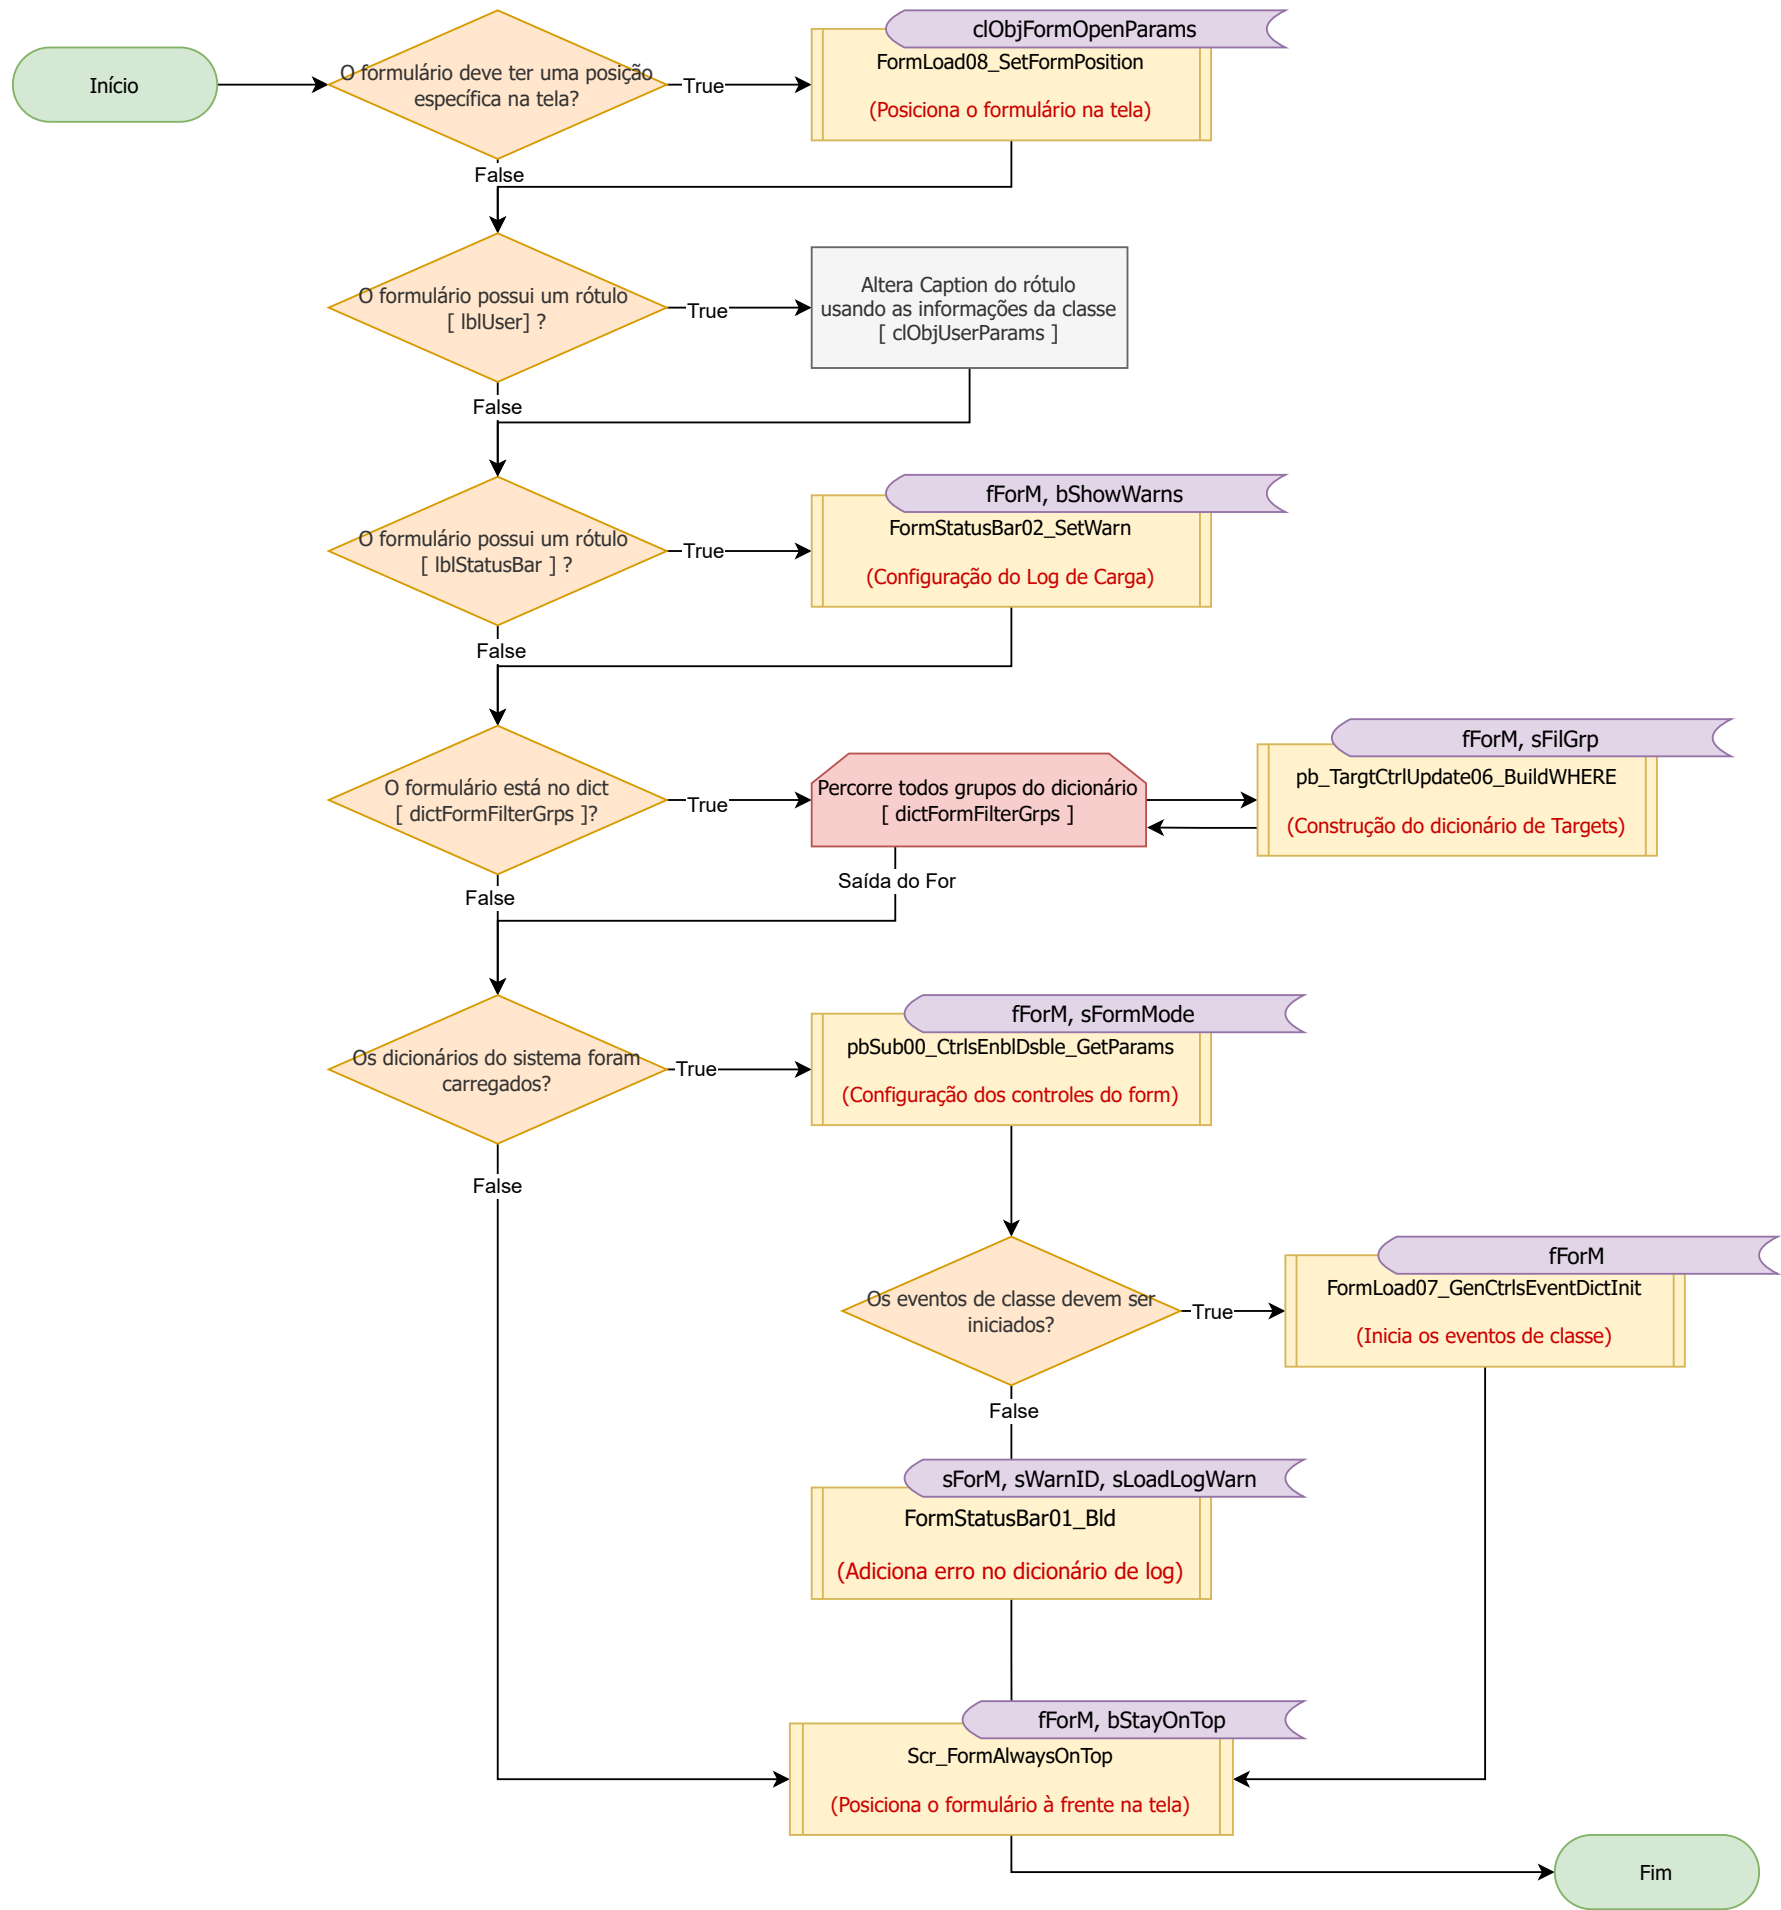 Início
O formulário deve ter uma posição
específica na tela?
True
clObjFormOpenParams
FormLoad08_SetFormPosition
(Posiciona o formulário na tela)
False
O formulário possui um rótulo
[ lblUser] ?
True
Altera Caption do rótulo
usando as informações da classe
[ clObjUserParams ]
False
O formulário possui um rótulo
[ lblStatusBar ] ?
True
fForM, bShowWarns
FormStatusBar02_SetWarn
(Configuração do Log de Carga)
False
O formulário está no dict
[ dictFormFilterGrps ]?
True
Percorre todos grupos do dicionário
[ dictFormFilterGrps ]
fForM, sFilGrp
pb_TargtCtrlUpdate06_BuildWHERE
(Construção do dicionário de Targets)
Saída do For
False
Os dicionários do sistema foram
carregados?
True
fForM, sFormMode
pbSub00_CtrlsEnblDsble_GetParams
(Configuração dos controles do form)
False
Os eventos de classe devem ser
iniciados?
True
fForM
FormLoad07_GenCtrlsEventDictInit
(Inicia os eventos de classe)
False
sForM, sWarnID, sLoadLogWarn
FormStatusBar01_Bld
(Adiciona erro no dicionário de log)
fForM, bStayOnTop
Scr_FormAlwaysOnTop
(Posiciona o formulário à frente na tela)
Fim